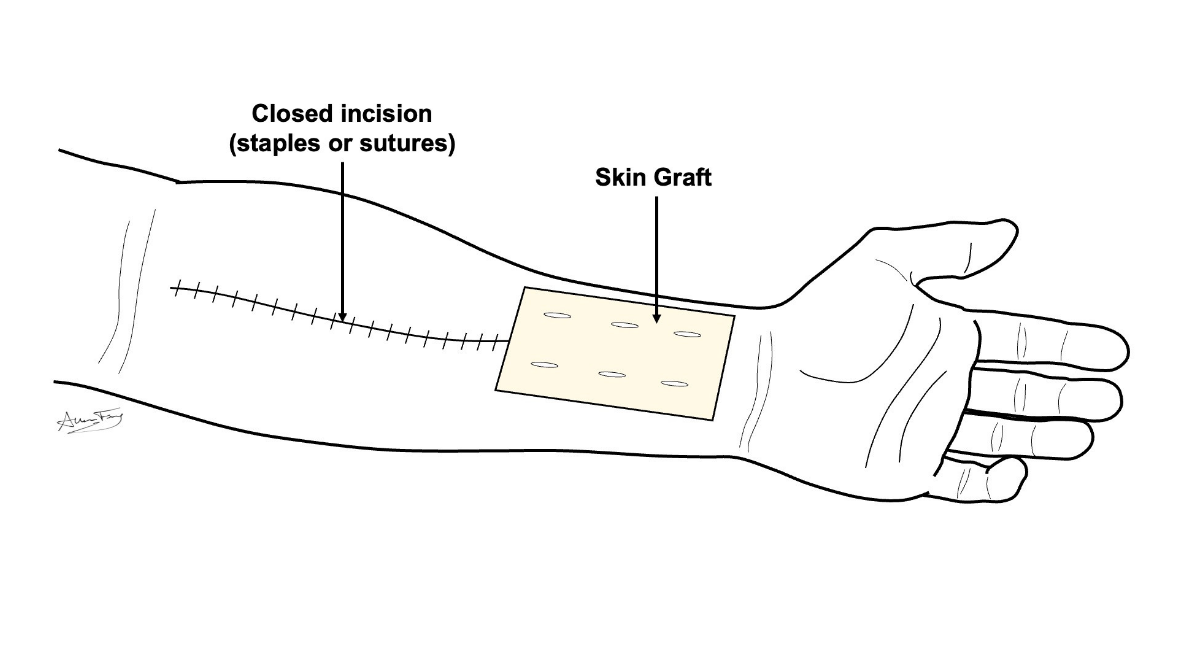 Closed incision
(staples or sutures)
Skin Graft